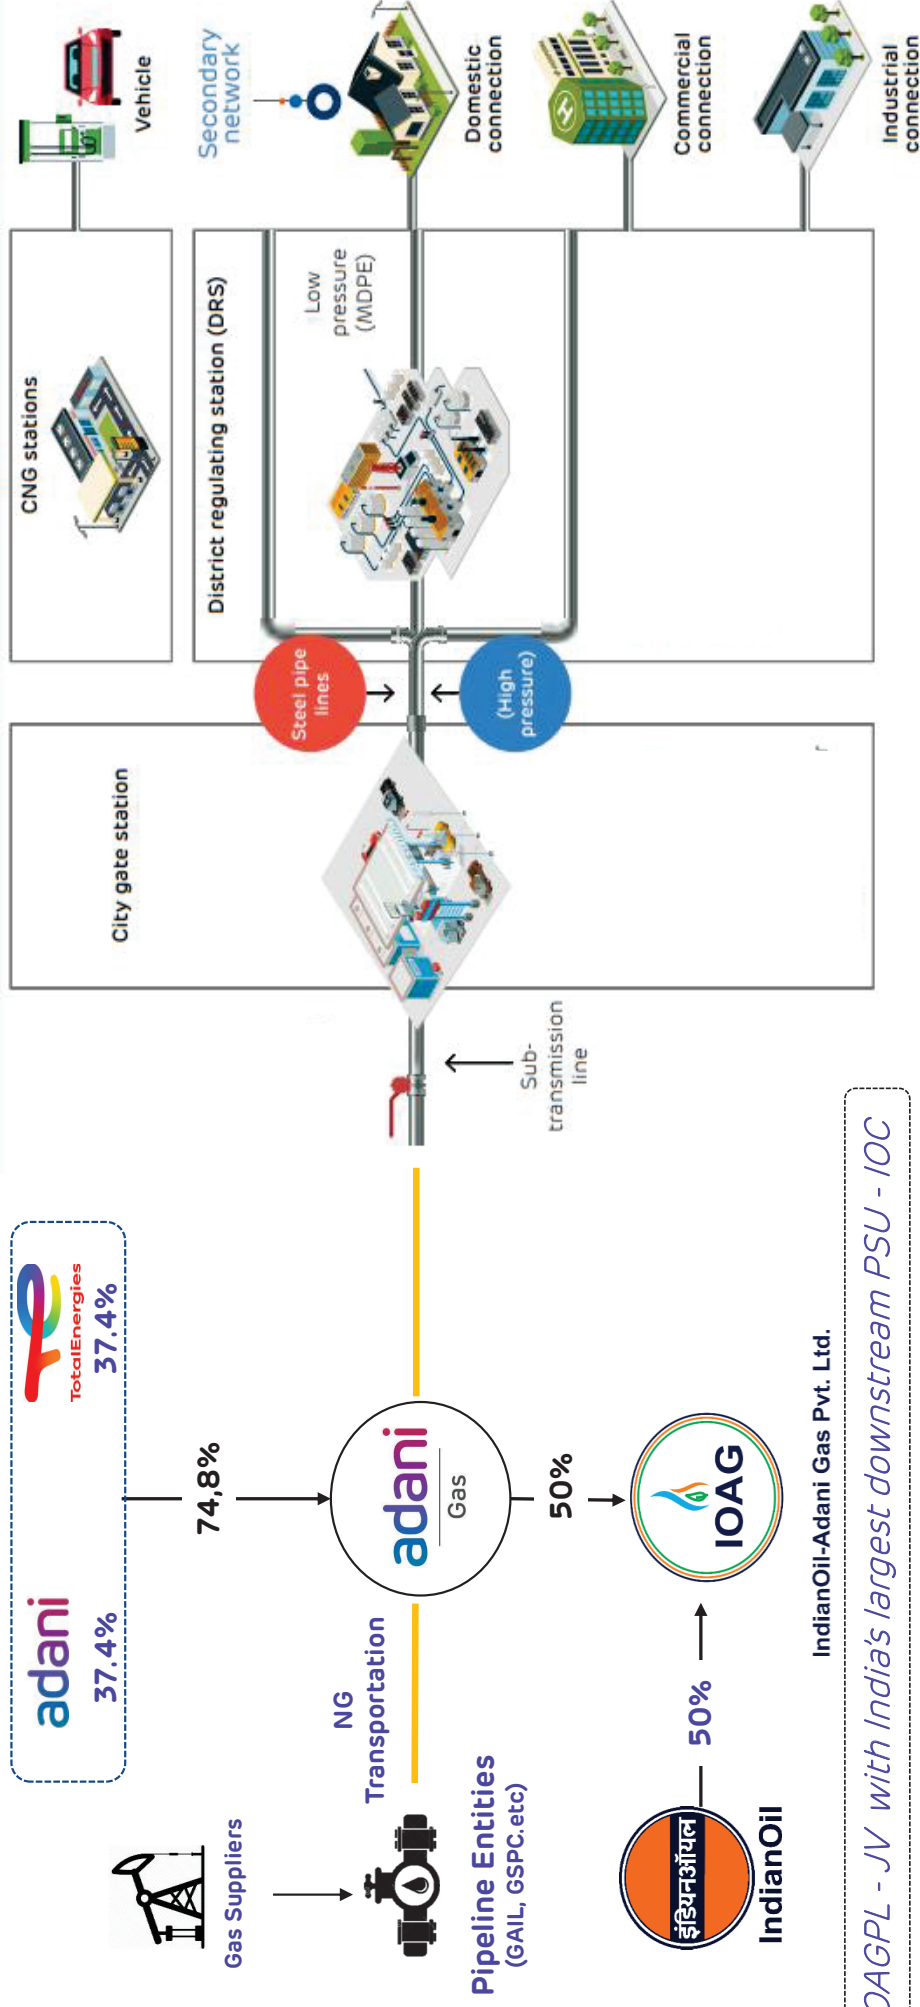 adani
37.4%
TotalEnergies
37.4%
74,8%
Gas Suppliers
NG
Transportation
Pipeline Entities
(GAIL, GSPC.etc)
adani
Gas
50%
IndianOil
इंडियनऑयल
50%
IOAG
IndianOil-Adani Gas Pvt. Ltd.
OAGPL - JV with India's largest downstream PSU - IOC
Sub-
transmission
line
City gate station
Steel pipe
lines
(High
pressure)
CNG stations
District regulating station (DRS)
Low
pressure
(MDPE)
Vehicle
Secondary
network
Domestic
connection
H
Commercial
connection
Industrial
connection